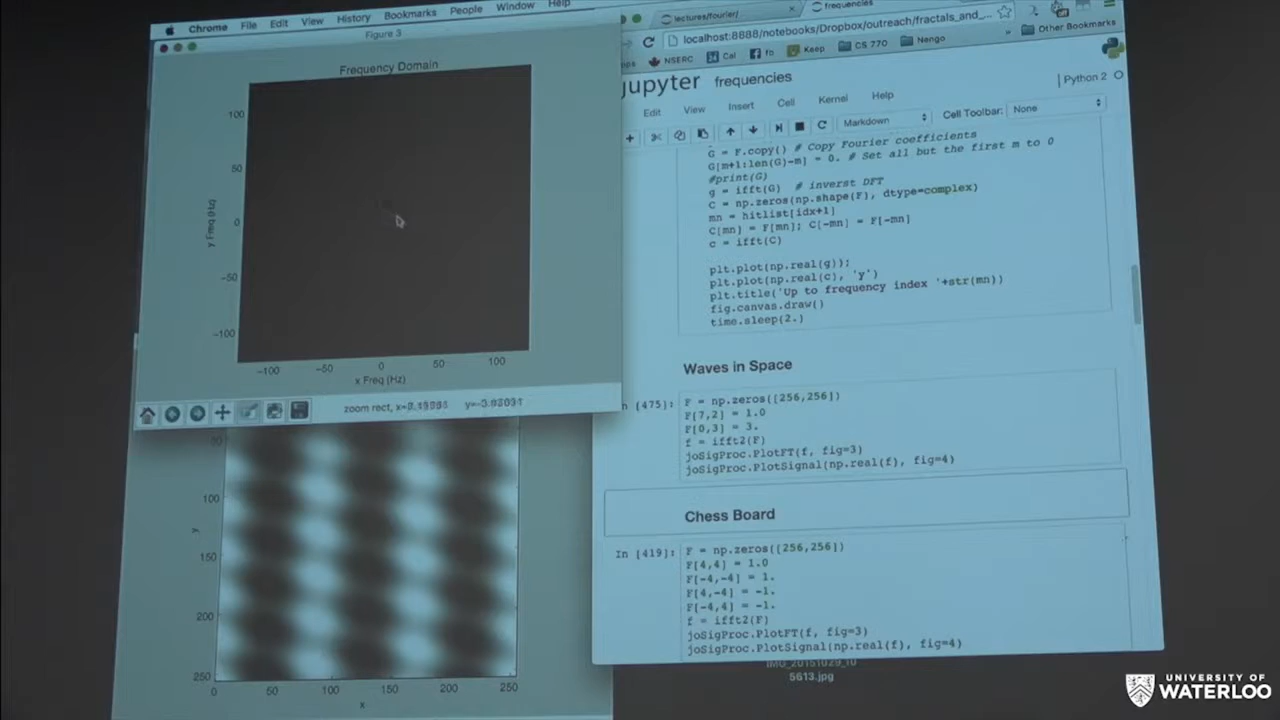 Chrome File Edit View History Bookmarks People Window Help
Figure 3
Frequency Domain
100
50
0
−50
−100
y Freq (Hz)
−100 −50 0 50 100
x Freq (Hz)
zoom rect,
50
100
150
200
250
y
0 50 100 150 200 250
x
lectures/fourier/
frequencies
localhost:8888/notebooks/Dropbox/outreach/fractals_and_...
NSERC Cal fb Keep CS 770 Nengo » Other Bookmarks
jupyter frequencies
Edit View Insert Cell Kernel Help
Python 2
Markdown Cell Toolbar: None
G = F.copy() # Copy Fourier coefficients
G[m+1:len(G)-m] = 0. # Set all but the first m to 0
#print(G)
g = ifft(G) # inverst DFT
C = np.zeros(np.shape(F), dtype=complex)
mn = hitlist[idx+1]
C[mn] = F[mn]; C[-mn] = F[-mn]
c = ifft(C)
plt.plot(np.real(g));
plt.plot(np.real(c), 'y')
plt.title('Up to frequency index '+str(mn))
fig.canvas.draw()
time.sleep(2.)
Waves in Space
n [475]: F = np.zeros([256,256])
F[7,2] = 1.0
F[0,3] = 3.
f = ifft2(F)
joSigProc.PlotFT(f, fig=3)
joSigProc.PlotSignal(np.real(f), fig=4)
Chess Board
In [419]: F = np.zeros([256,256])
F[4,4] = 1.0
F[-4,-4] = 1.
F[4,-4] = -1.
F[-4,4] = -1.
f = ifft2(F)
joSigProc.PlotFT(f, fig=3)
joSigProc.PlotSignal(np.real(f), fig=4)
IMG_20151029_10
5613.jpg
UNIVERSITY OF
WATERLOO